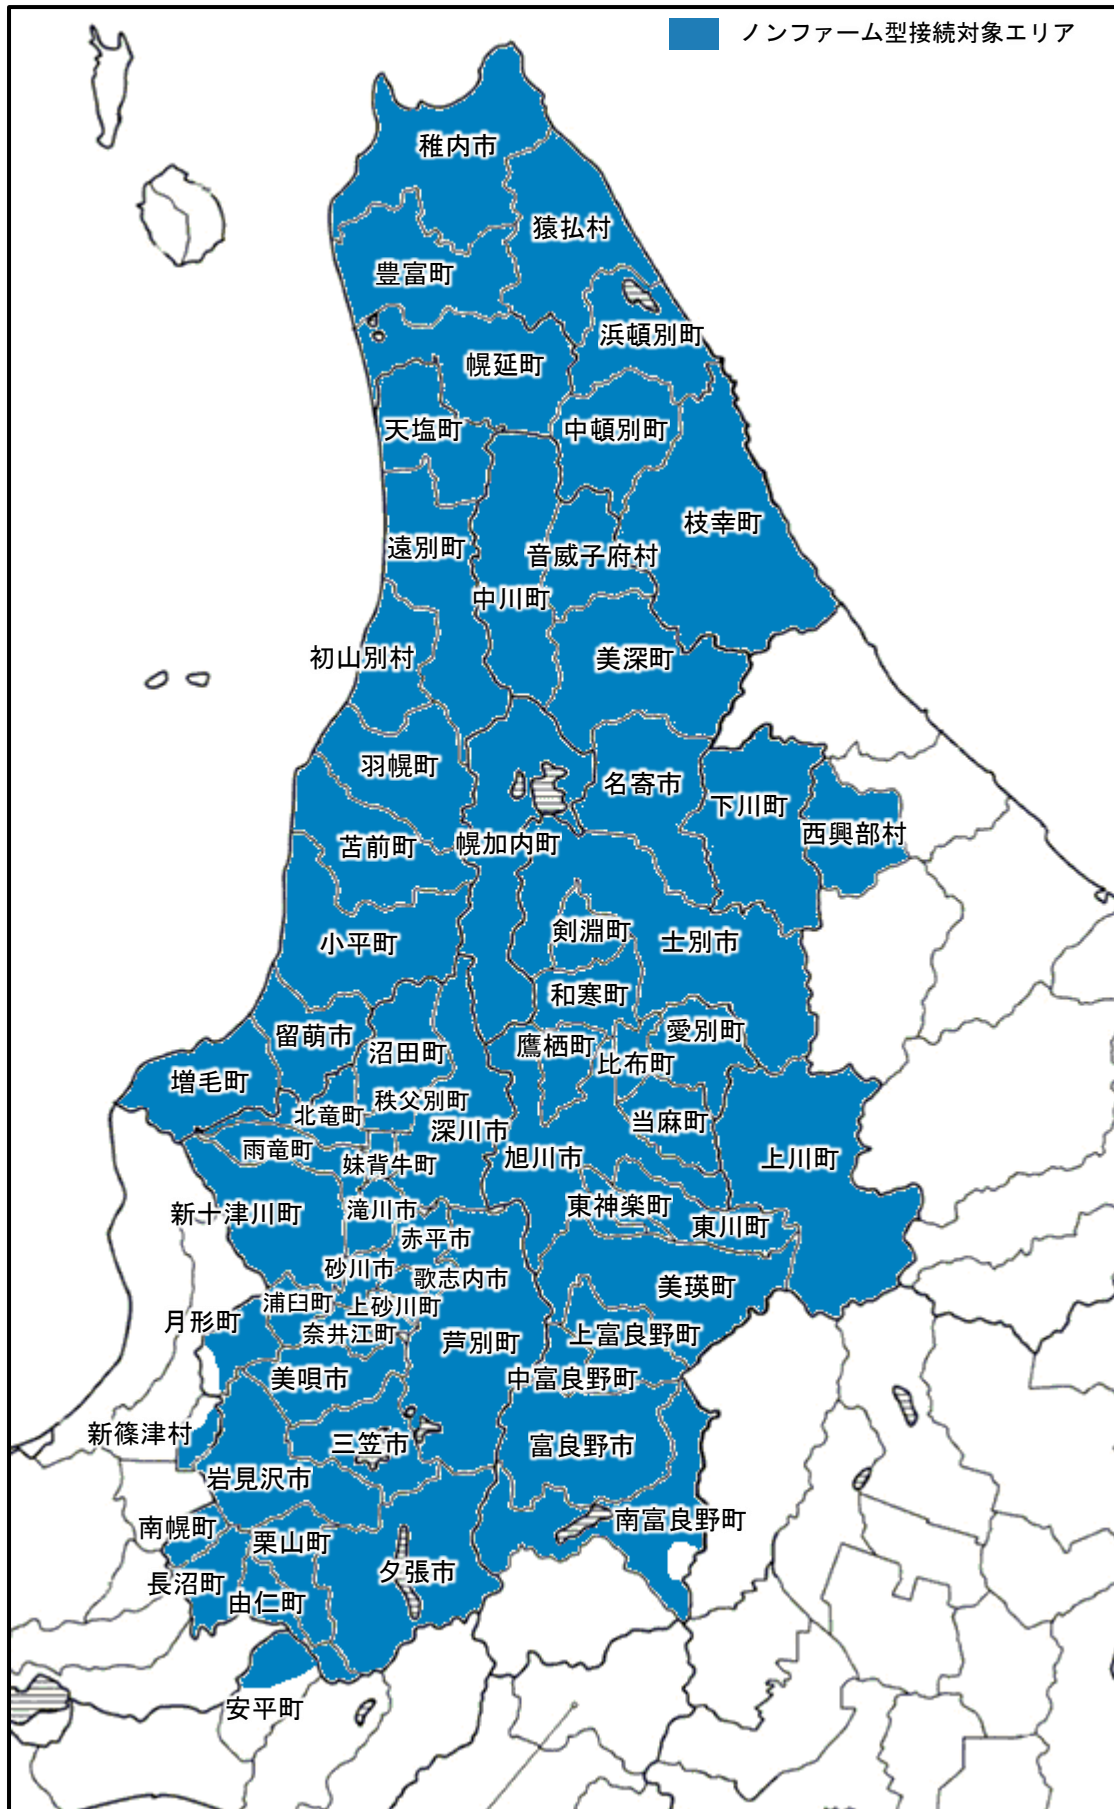 ノンファーム型接続対象エリア
稚内市
猿払村
豊富町
浜頓別町
幌延町
天塩町
中頓別町
枝幸町
遠別町
音威子府村
中川町
初山別村
美深町
羽幌町
名寄市
下川町
西興部村
苫前町
幌加内町
剣淵町
士別市
小平町
和寒町
留萌市
沼田町
鷹栖町
愛別町
比布町
増毛町
秩父別町
北竜町
深川市
当麻町
雨竜町
妹背牛町
旭川市
上川町
新十津川町
滝川市
東神楽町
東川町
赤平市
砂川市
歌志内市
美瑛町
浦臼町
上砂川町
月形町
奈井江町
芦別町
上富良野町
美唄市
中富良野町
新篠津村
三笠市
富良野市
岩見沢市
南幌町
栗山町
南富良野町
長沼町
由仁町
夕張市
安平町